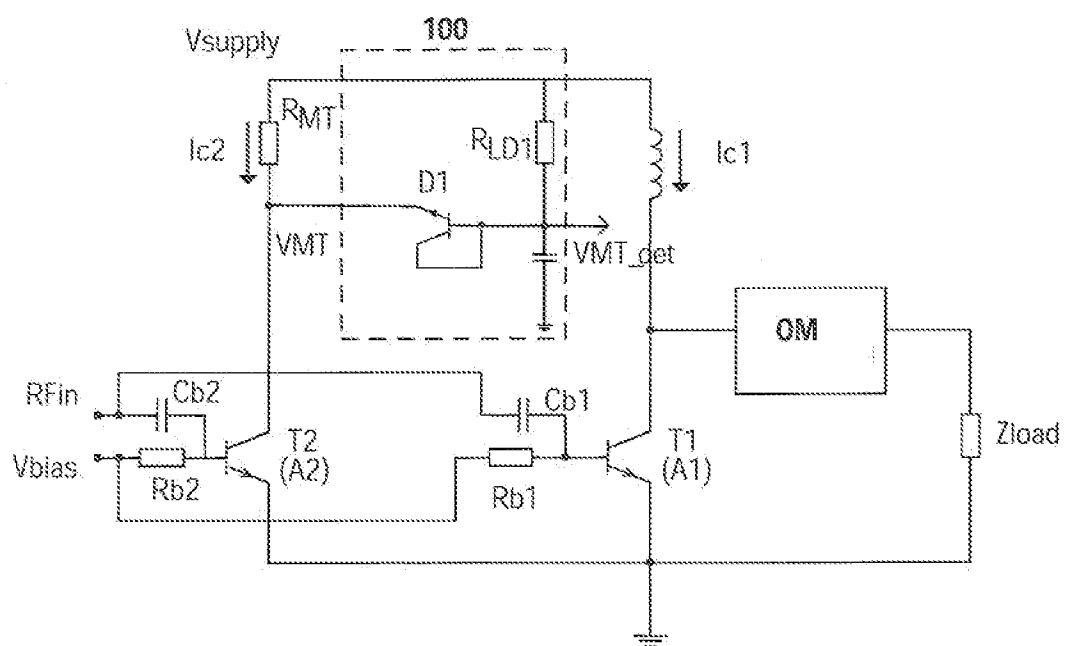 100
Vsupply
RMT
Ic2
RLD1
Ic1
D1
VMT
VMT_det
OM
RFin
Cb2
Cb1
Vbias
T2
(A2)
T1
(A1)
Zload
Rb2
Rb1